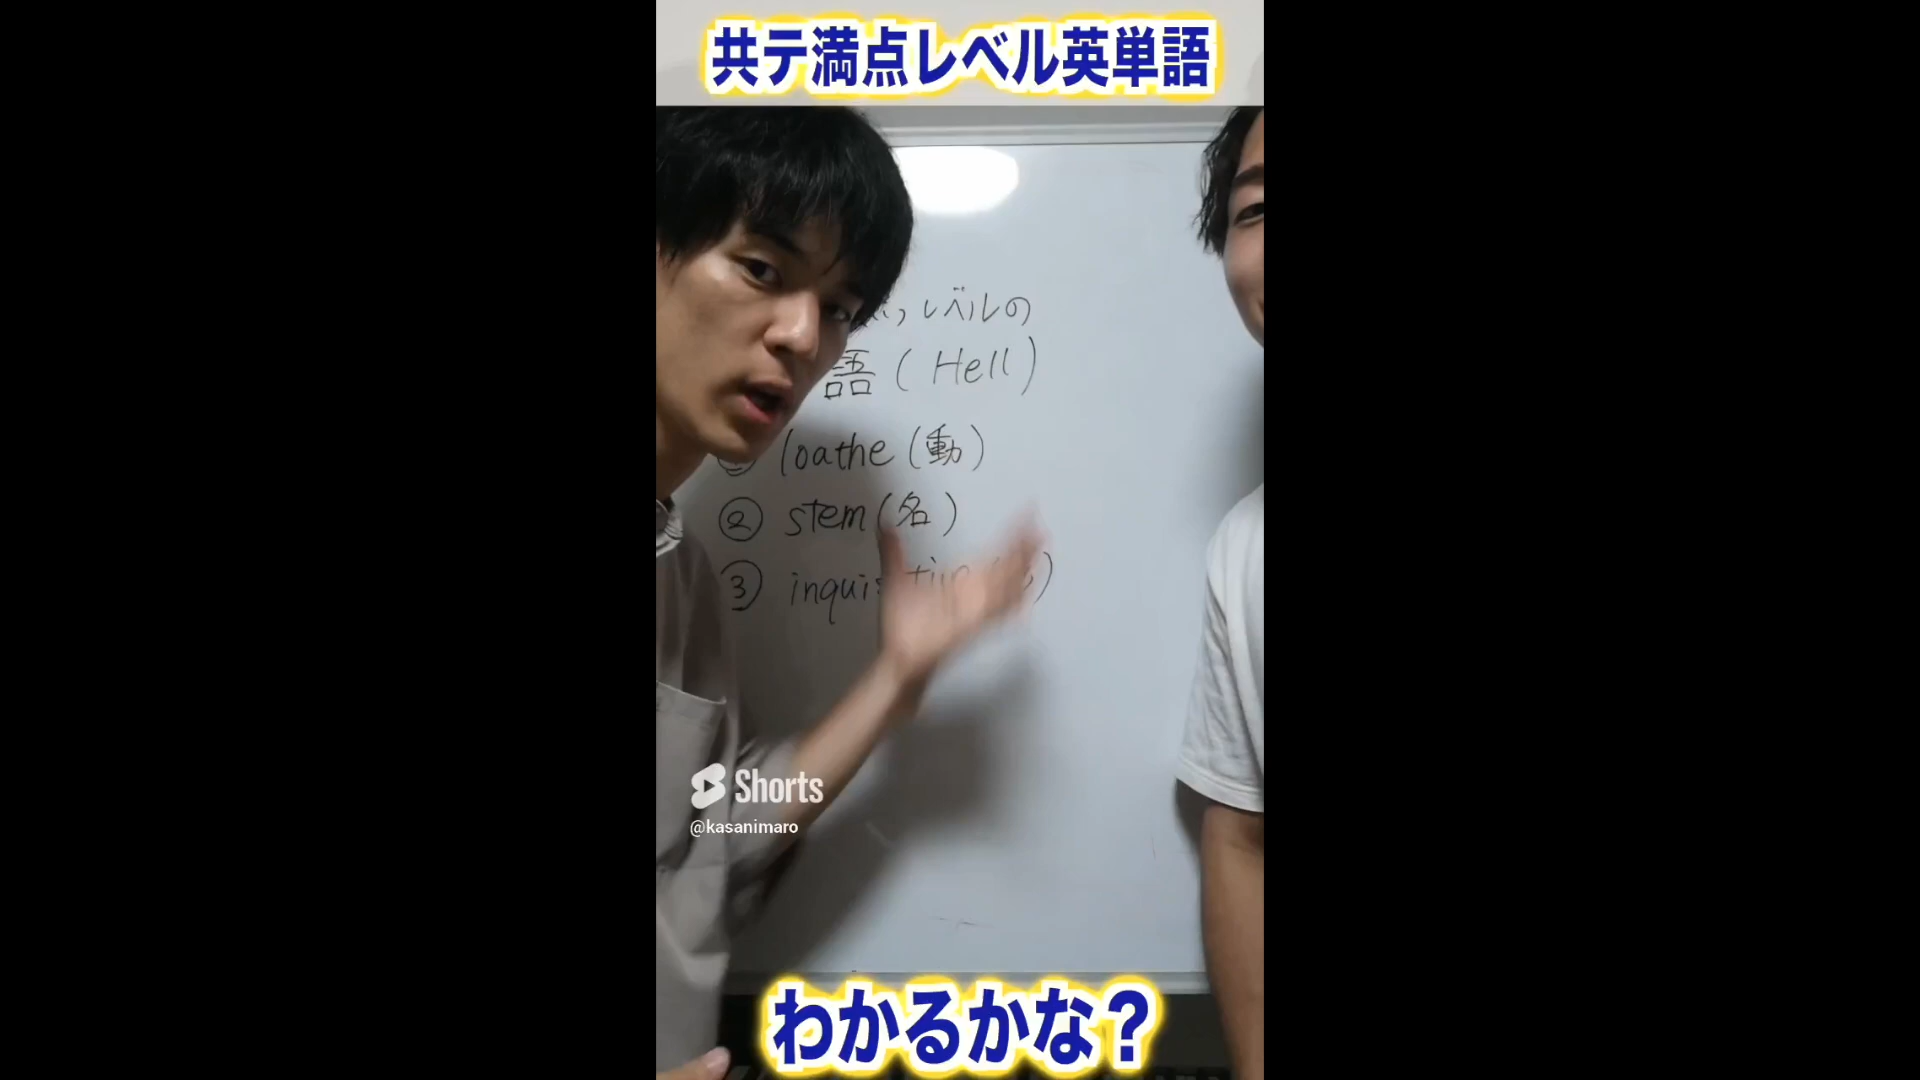 共テ満点レベル英単語
レベルの
語 (Hell)
loathe (動)
② stem (名)
③ inqui
Shorts
@kasanimaro
わかるかな？